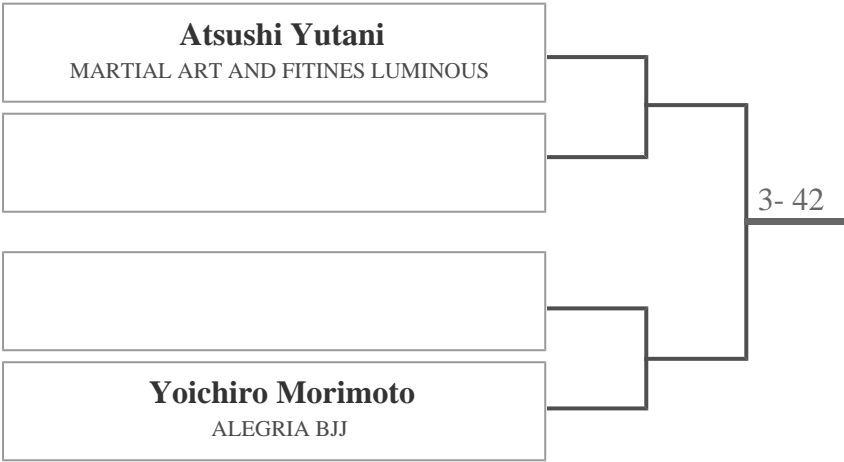 Atsushi Yutani
MARTIAL ART AND FITINES LUMINOUS
3- 42
Yoichiro Morimoto
ALEGRIA BJJ